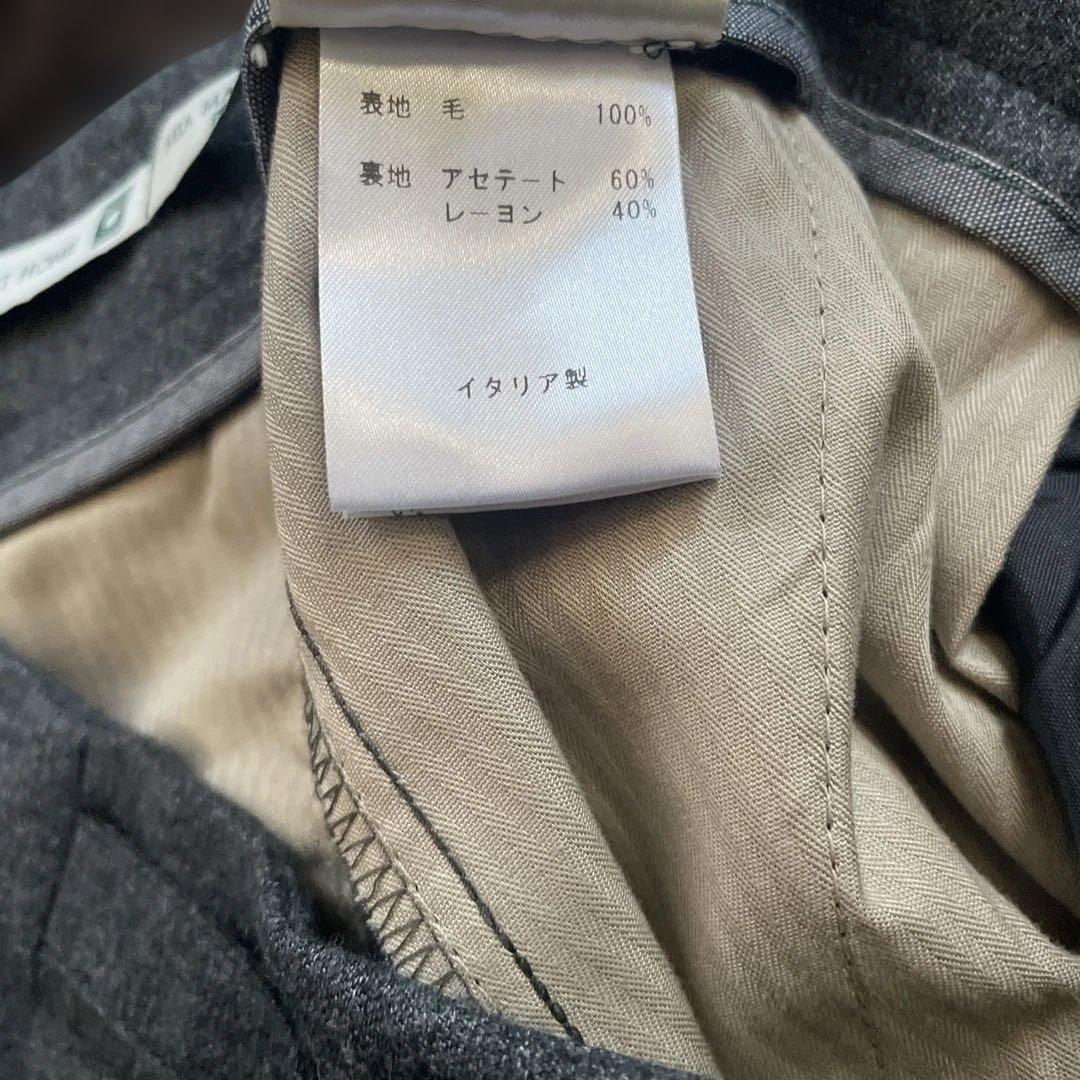 表地 毛 100%
裏地 アセテート 60%
レーヨン 40%
イタリア製